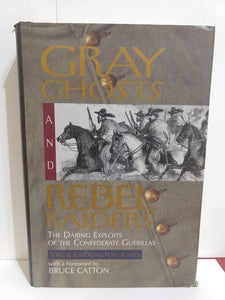 GRAY
GHOSTS
AND
REBEL
RAIDERS
THE DARING EXPLOITS
OF THE CONFEDERATE GUERILLAS
VIRGIL CARRINGTON JONES
WITH A FOREWORD BY
BRUCE CATTON